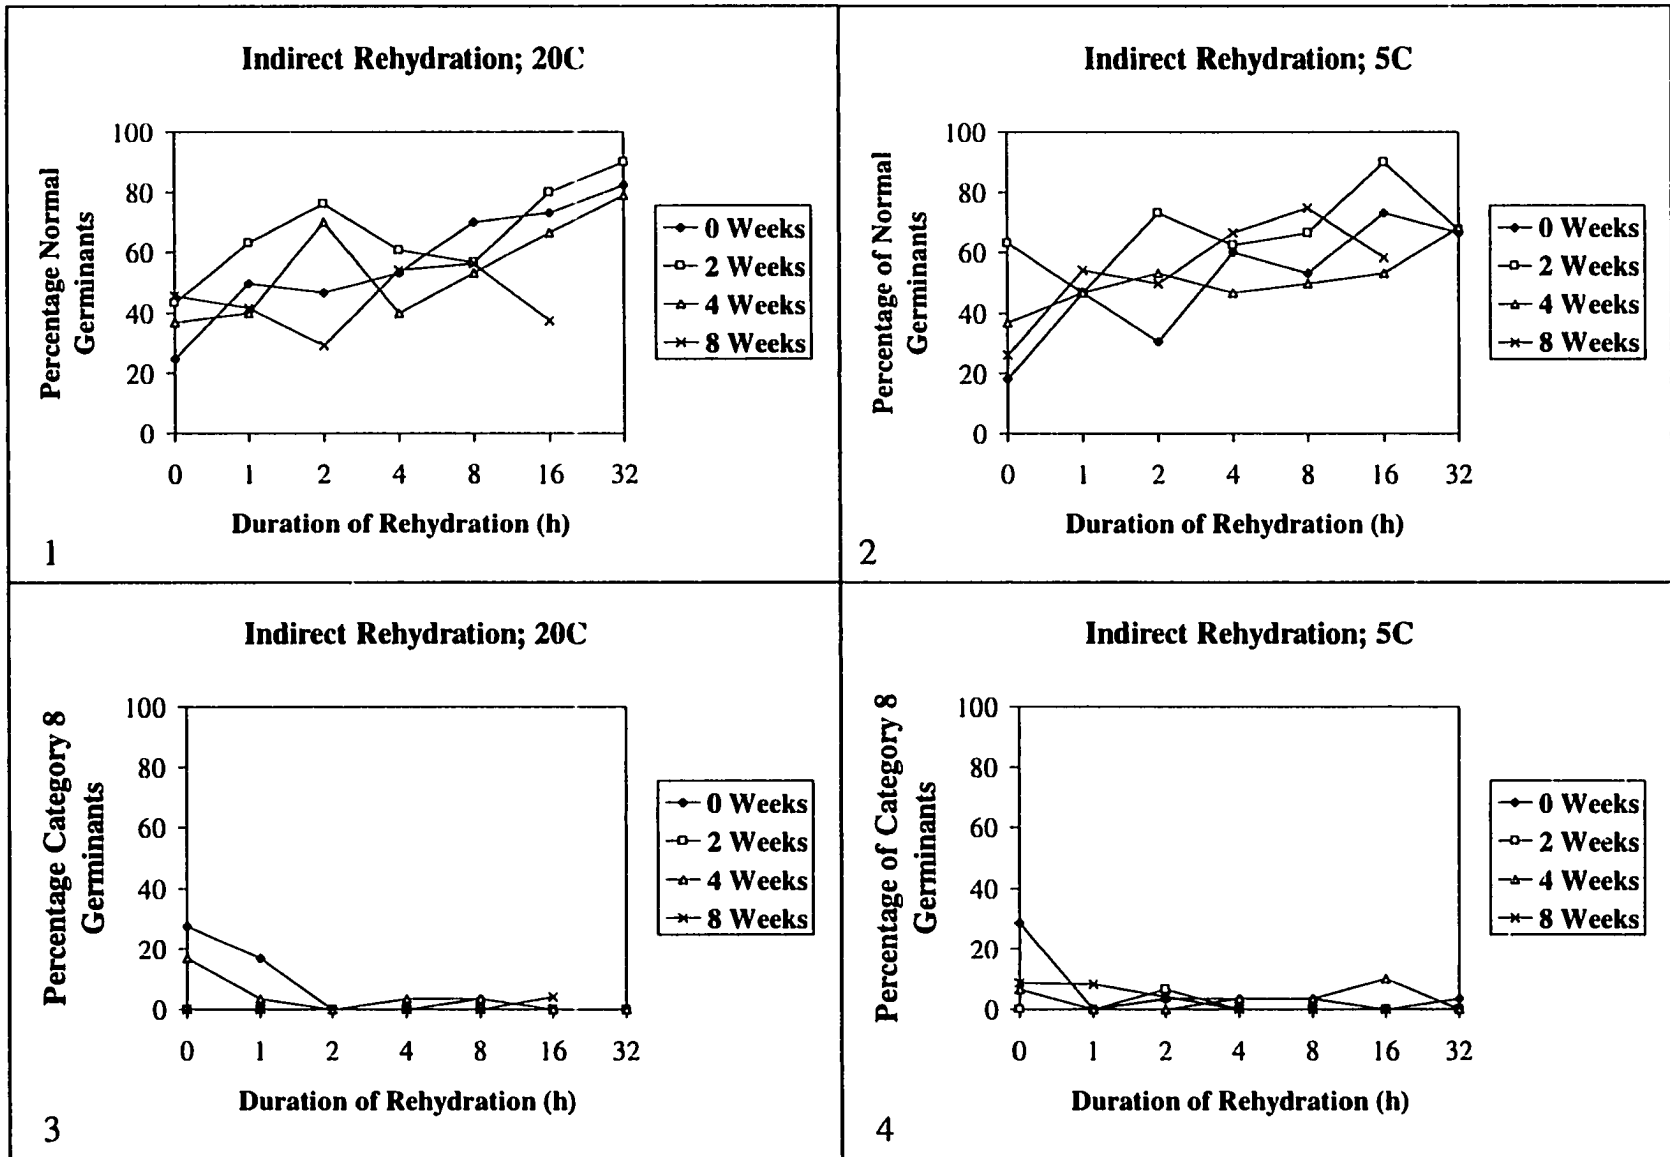 Indirect Rehydration; 20C
Percentage Normal
Germinants
100
80
60
40
20
0
0 1 2 4 8 16 32
Duration of Rehydration (h)
0 Weeks
2 Weeks
4 Weeks
8 Weeks
1
Indirect Rehydration; 5C
Percentage of Normal
Germinants
100
80
60
40
20
0
0 1 2 4 8 16 32
Duration of Rehydration (h)
0 Weeks
2 Weeks
4 Weeks
8 Weeks
2
Indirect Rehydration; 20C
Percentage Category 8
Germinants
100
80
60
40
20
0
0 1 2 4 8 16 32
Duration of Rehydration (h)
0 Weeks
2 Weeks
4 Weeks
8 Weeks
3
Indirect Rehydration; 5C
Percentage of Category 8
Germinants
100
80
60
40
20
0
0 1 2 4 8 16 32
Duration of Rehydration (h)
0 Weeks
2 Weeks
4 Weeks
8 Weeks
4